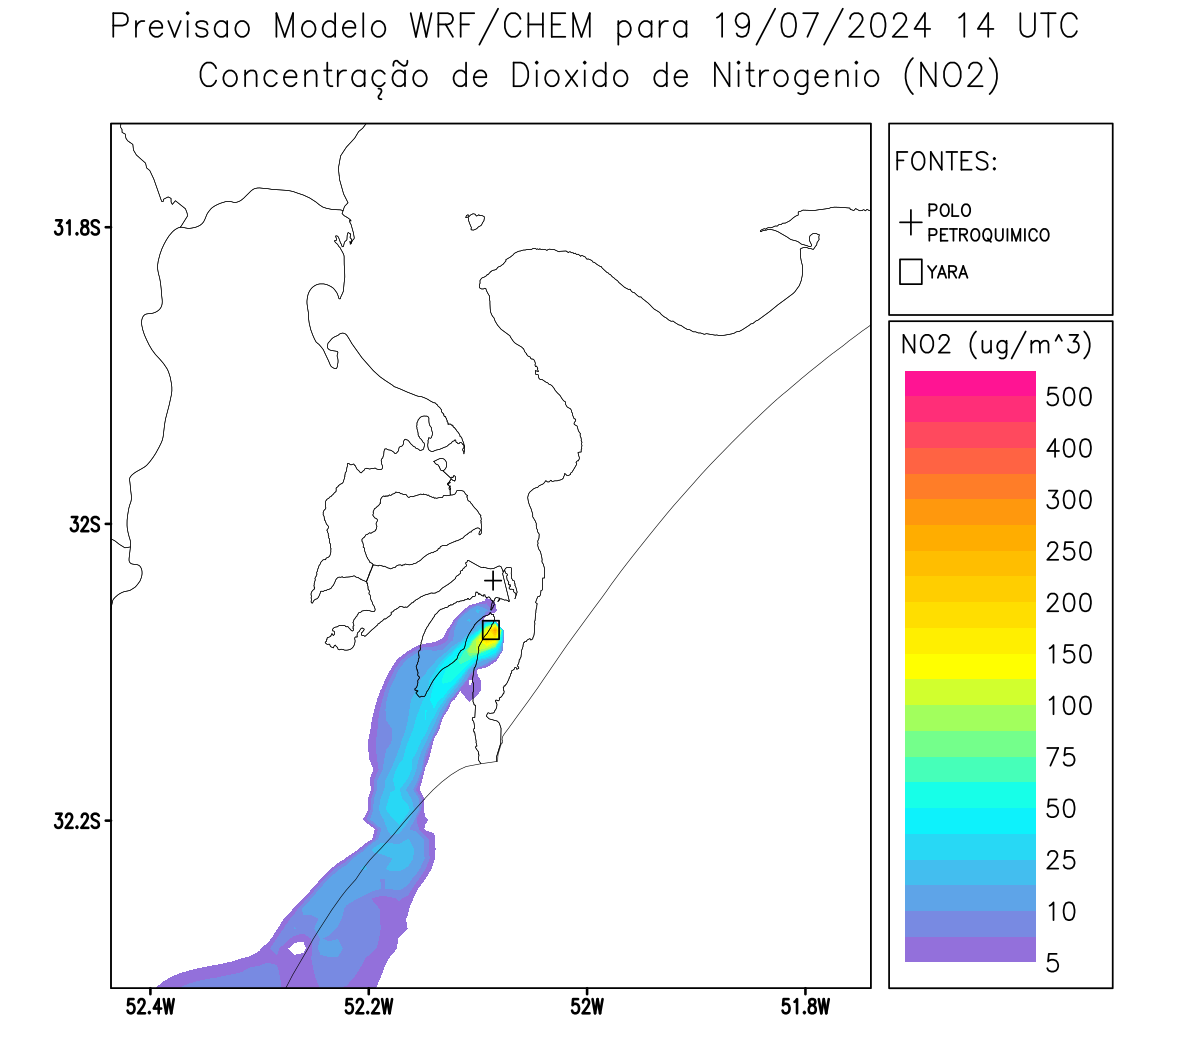 Previsao Modelo WRF/CHEM para 19/07/2024 14 UTC
Concentração de Dioxido de Nitrogenio (NO2)
FONTES:
POLO
PETROQUIMICO
YARA
NO2 (ug/m^3)
500
400
300
250
200
150
100
75
50
25
10
5
31.8S
32S
32.2S
52.4W
52.2W
52W
51.8W